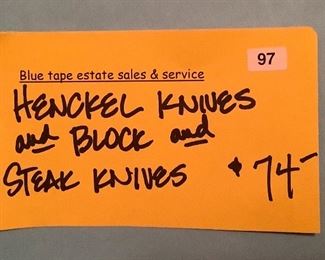 97
Blue tape estate sales & service
HENCKEL KNIVES
and BLOCK and
STEAK KNIVES $74-